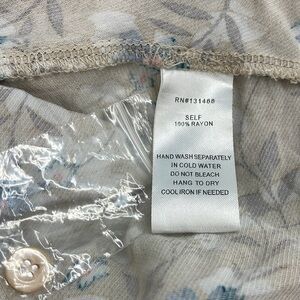 RN#131488
SELF
100% RAYON
HAND WASH SEPARATELY
IN COLD WATER
DO NOT BLEACH
HANG TO DRY
COOL IRON IF NEEDED